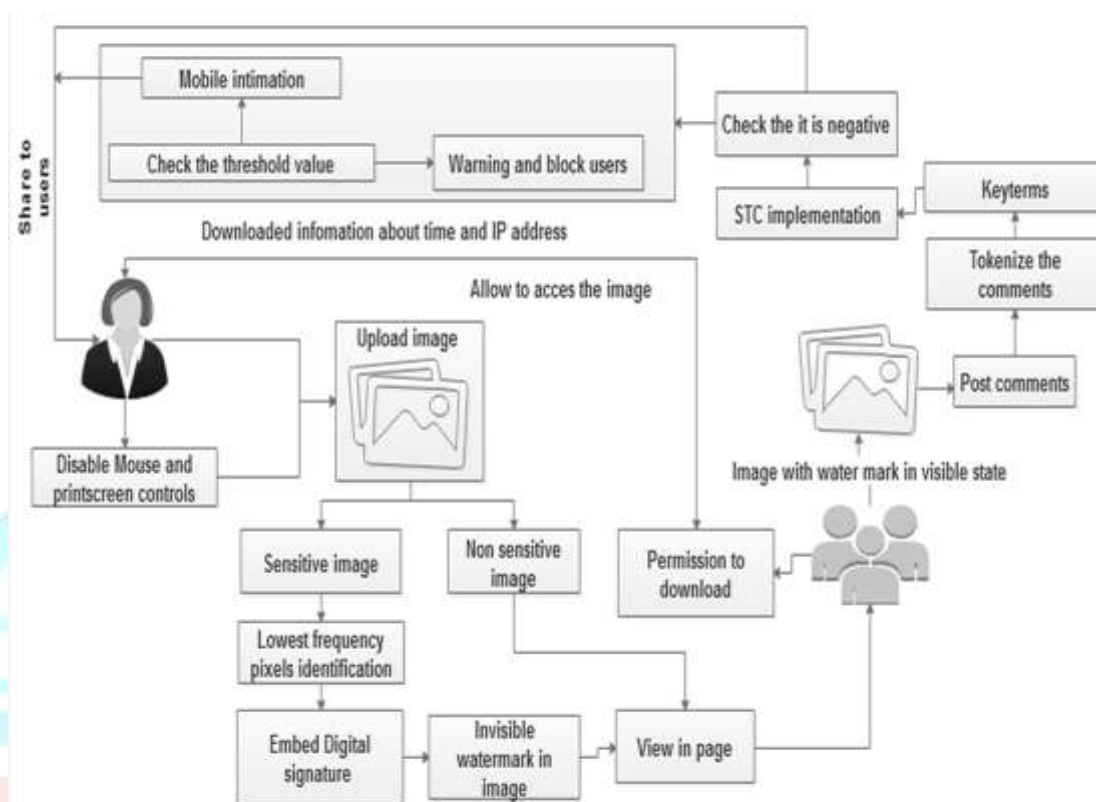 Mobile intimation
Check the threshold value
Warning and block users
Check the it is negative
STC implementation
Keyterms
Tokenize the
comments
Post comments
Share to
users
Downloaded infomation about time and IP address
Allow to acces the image
Upload image
Disable Mouse and
printscreen controls
Image with water mark in visible state
Sensitive image
Non sensitive
image
Permission to
download
Lowest frequency
pixels identification
Embed Digital
signature
Invisible
watermark in
image
View in page